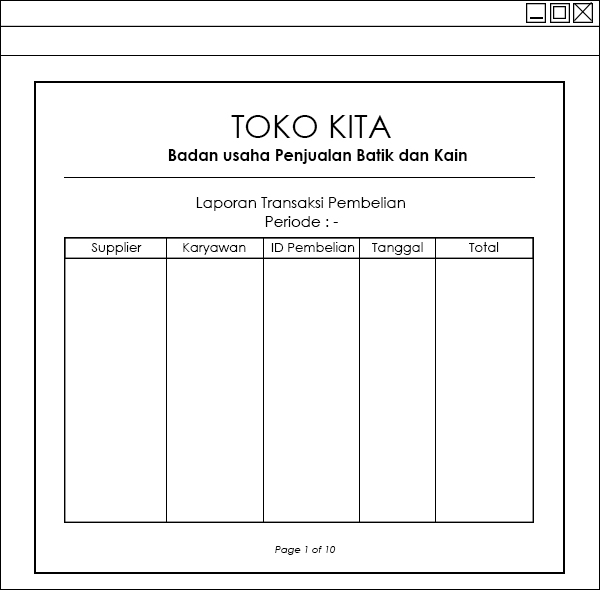 TOKO KITA
Badan usaha Penjualan Batik dan Kain
Laporan Transaksi Pembelian
Periode : -
Supplier Karyawan ID Pembelian Tanggal Total
Page 1 of 10